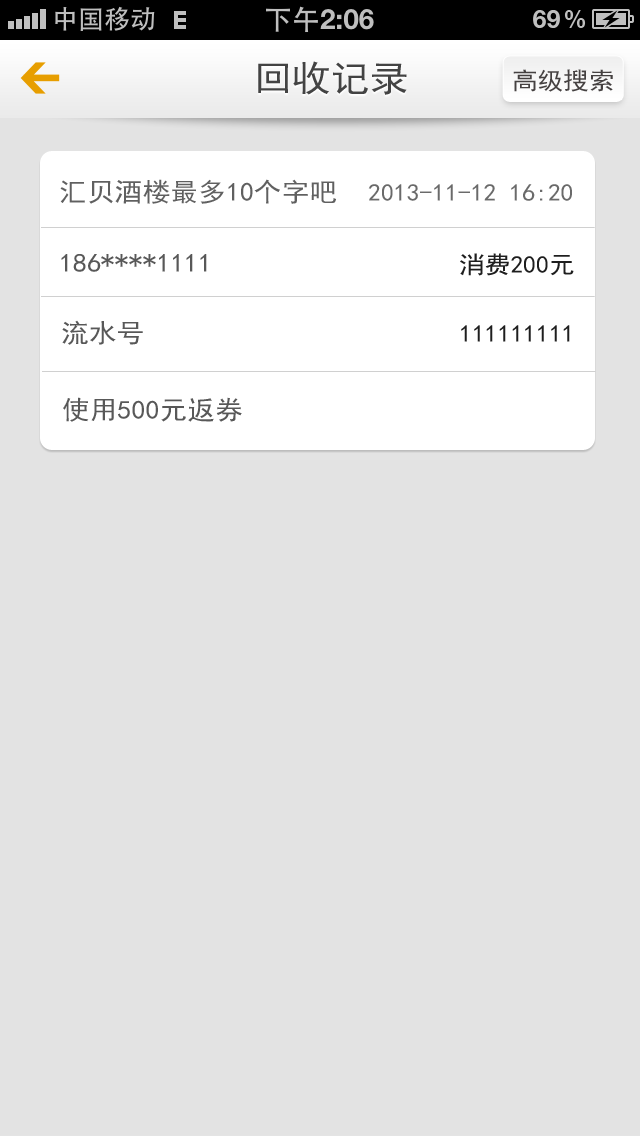 中国移动 E 下午2:06 69%
回收记录 高级搜索
汇贝酒楼最多10个字吧 2013-11-12 16:20
186****1111 消费200元
流水号 111111111
使用500元返券